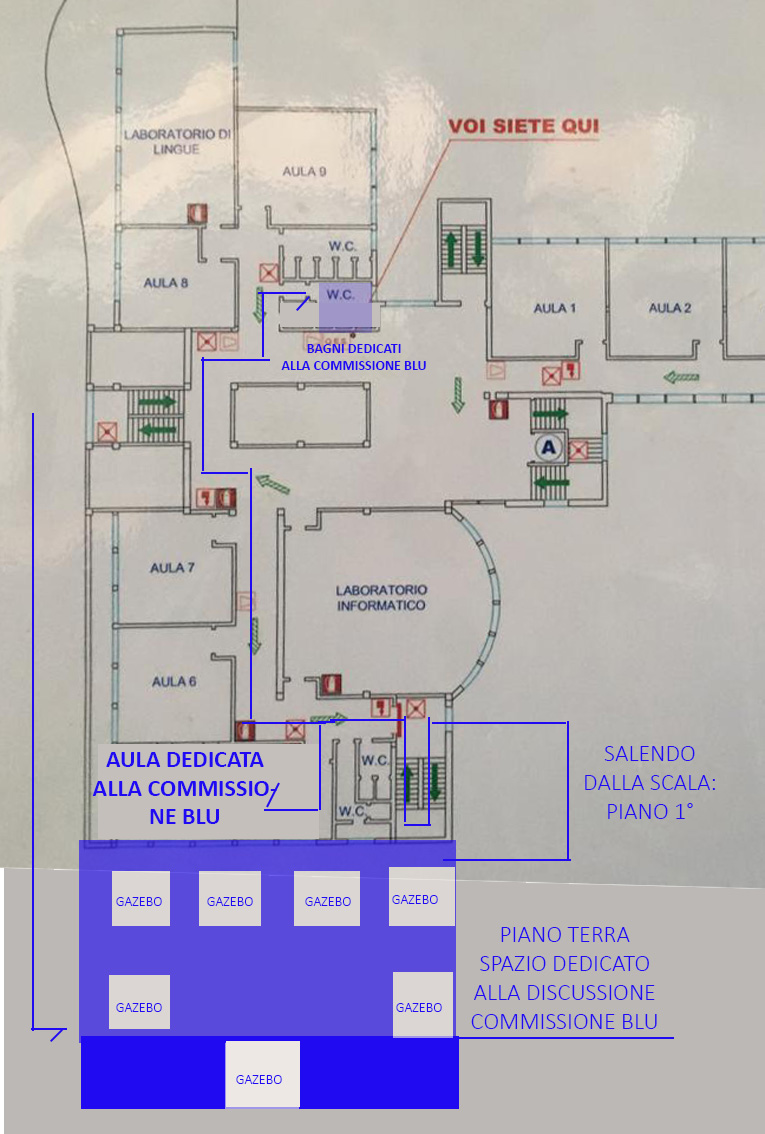 VOI SIETE QUI
LABORATORIO DI
LINGUE
AULA 9
W.C.
AULA 8
W.C.
AULA 1
AULA 2
BAGNI DEDICATI
ALLA COMMISSIONE BLU
A
AULA 7
LABORATORIO
INFORMATICO
AULA 6
AULA DEDICATA
ALLA COMMISSIO-
NE BLU
W.C.
W.C.
SALENDO
DALLA SCALA:
PIANO 1°
GAZEBO
GAZEBO
GAZEBO
GAZEBO
PIANO TERRA
SPAZIO DEDICATO
ALLA DISCUSSIONE
COMMISSIONE BLU
GAZEBO
GAZEBO
GAZEBO